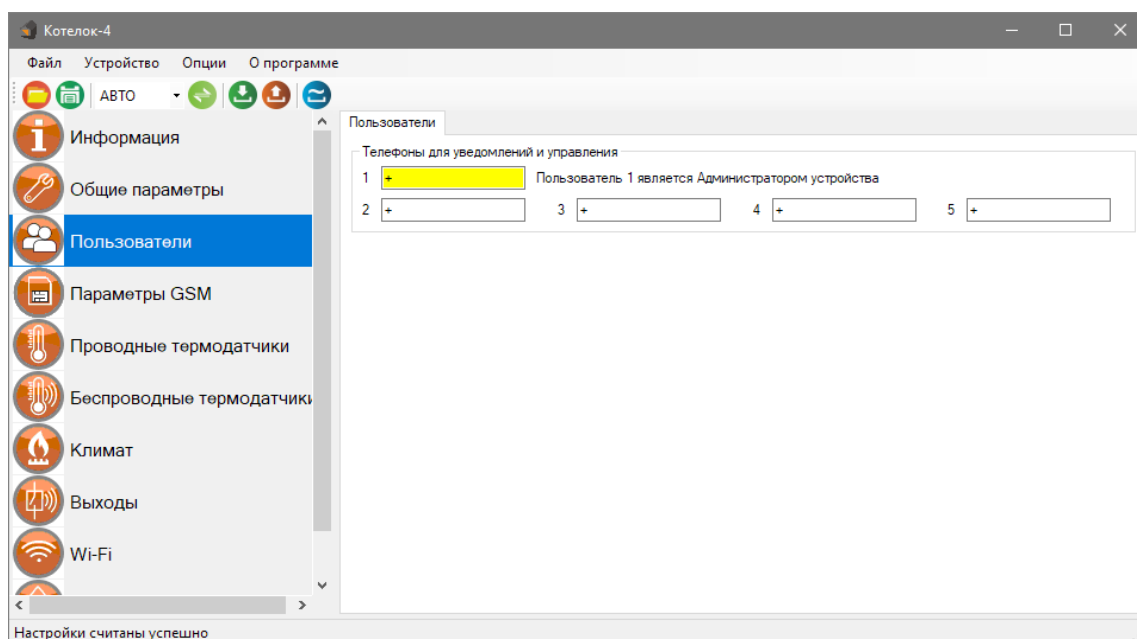 Котелок-4
Файл Устройство Опции О программе
АВТО
Информация
Общие параметры
Пользователи
Параметры GSM
Проводные термодатчики
Беспроводные термодатчики
Климат
Выходы
Wi-Fi
Пользователи
Телефоны для уведомлений и управления
1 + Пользователь 1 является Администратором устройства
2 + 3 + 4 + 5 +
Настройки считаны успешно